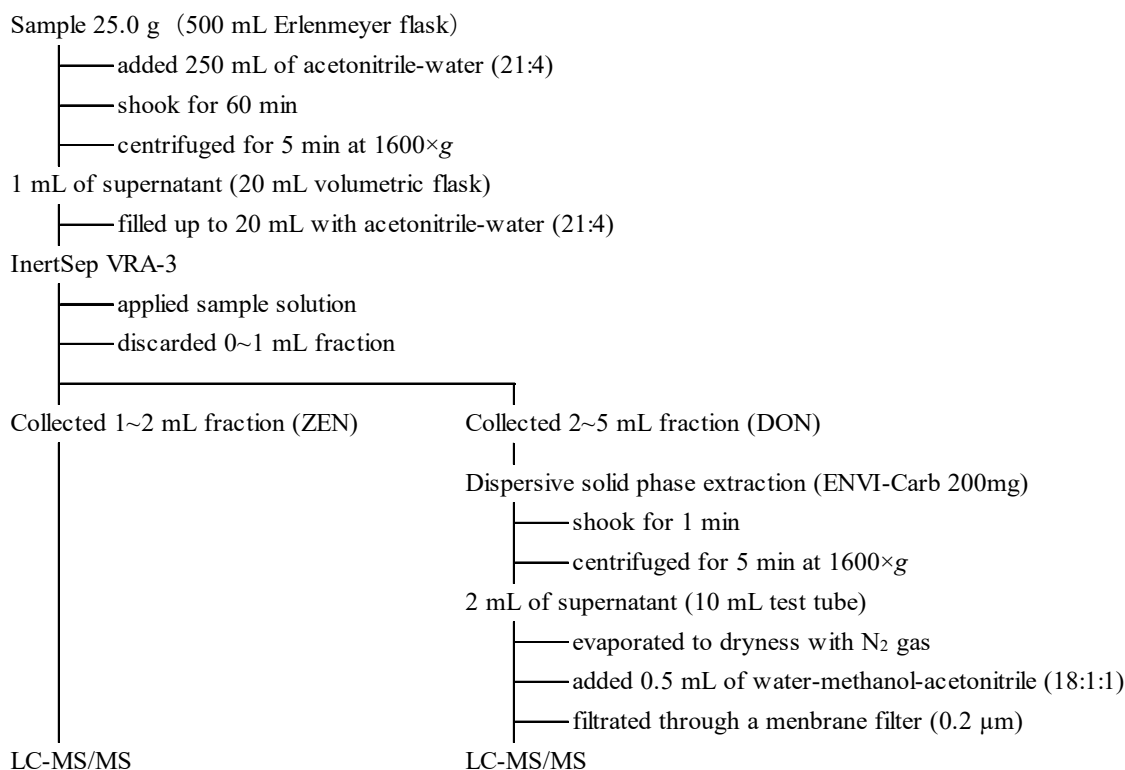 Sample 25.0 g（500 mL Erlenmeyer flask）
added 250 mL of acetonitrile-water (21:4)
shook for 60 min
centrifuged for 5 min at 1600×g
1 mL of supernatant (20 mL volumetric flask)
filled up to 20 mL with acetonitrile-water (21:4)
InertSep VRA-3
applied sample solution
discarded 0~1 mL fraction
Collected 1~2 mL fraction (ZEN)
Collected 2~5 mL fraction (DON)
Dispersive solid phase extraction (ENVI-Carb 200mg)
shook for 1 min
centrifuged for 5 min at 1600×g
2 mL of supernatant (10 mL test tube)
evaporated to dryness with N₂ gas
added 0.5 mL of water-methanol-acetonitrile (18:1:1)
filtrated through a menbrane filter (0.2 µm)
LC-MS/MS
LC-MS/MS